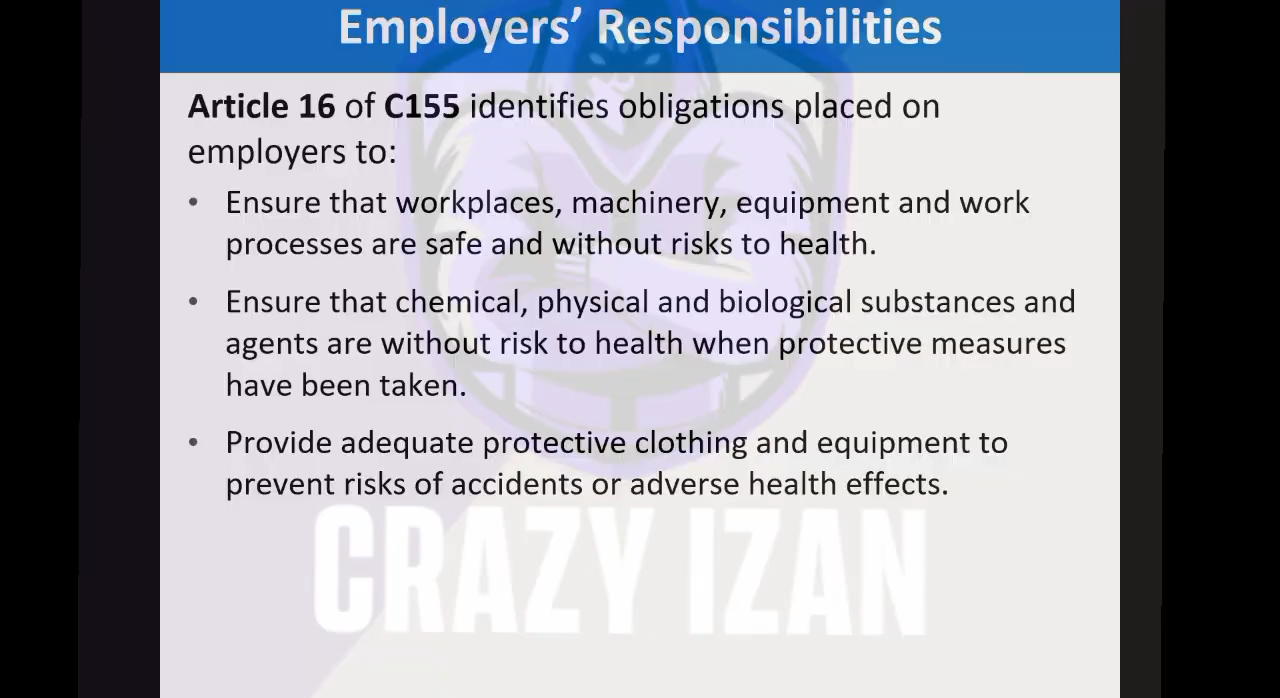 Employers’ Responsibilities
Article 16 of C155 identifies obligations placed on
employers to:
• Ensure that workplaces, machinery, equipment and work
processes are safe and without risks to health.
• Ensure that chemical, physical and biological substances and
agents are without risk to health when protective measures
have been taken.
• Provide adequate protective clothing and equipment to
prevent risks of accidents or adverse health effects.
CRAZY IZAN